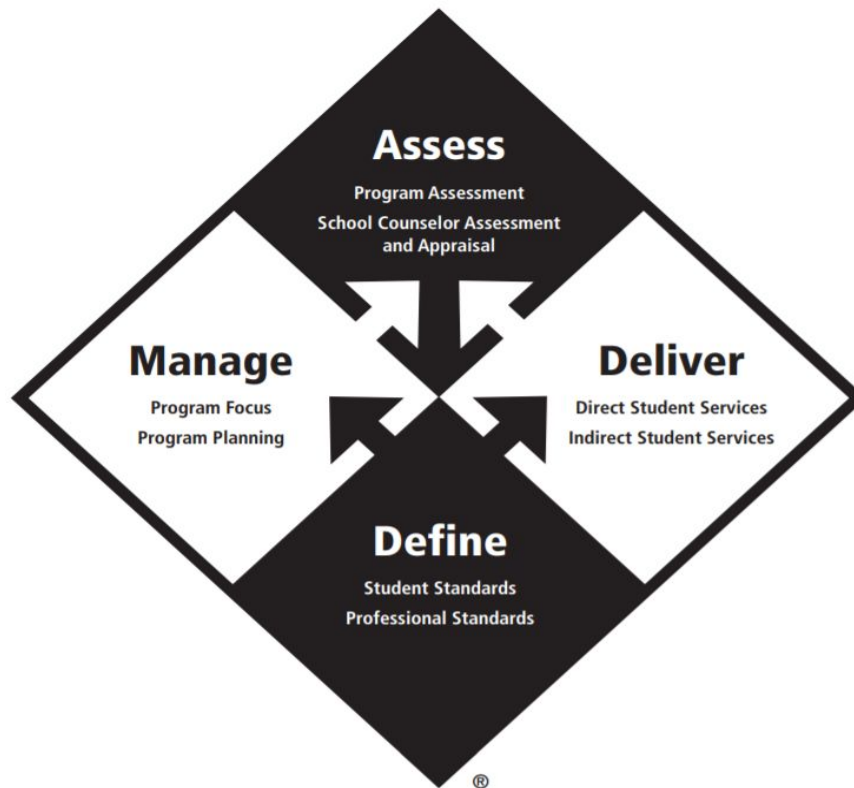 Assess
Program Assessment
School Counselor Assessment
and Appraisal
Manage
Program Focus
Program Planning
Deliver
Direct Student Services
Indirect Student Services
Define
Student Standards
Professional Standards
®